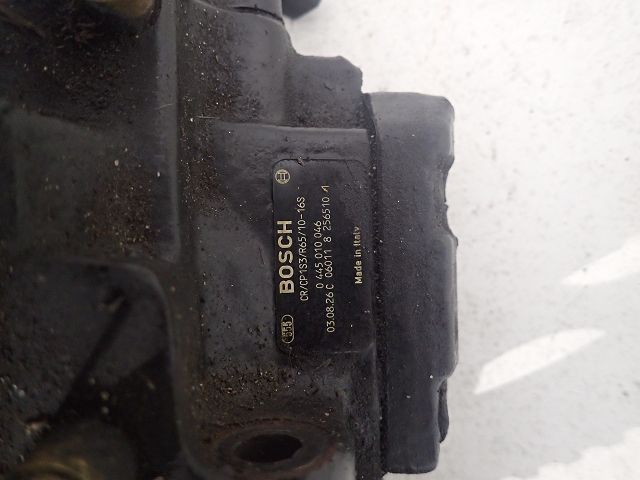 BOSCH
CR/CP1S3/R65/10-16S
0 445 010 046
03.08.26 C 06011 8 256510
Made in Italy
555